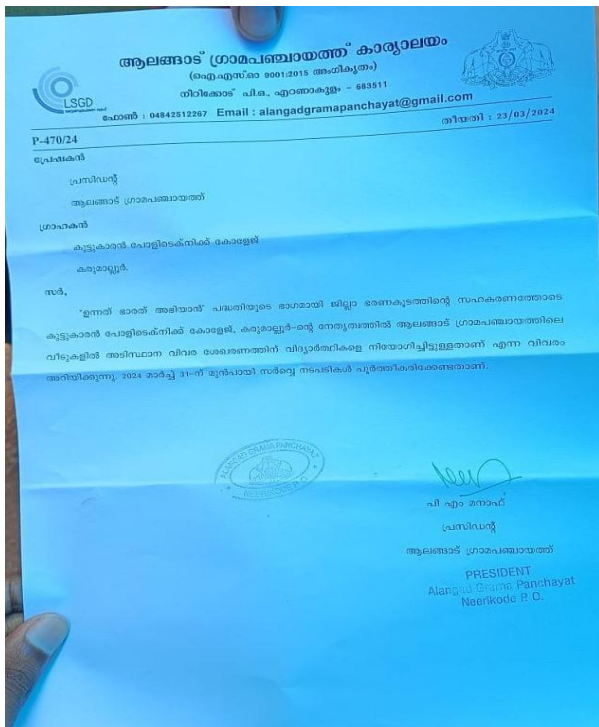 ആലങ്ങാട് ഗ്രാമപഞ്ചായത്ത് കാര്യാലയം
(ഐ.എസ്.ഓ 9001:2015 അംഗീകൃതം)
നീറിക്കോട് പി.ഒ., എറണാകുളം - 683511
LSGD
ഫോൺ : 04842512267 Email : alangadgramapanchayat@gmail.com
P-470/24
തീയതി : 23/03/2024
പ്രേഷകൻ
പ്രസിഡന്റ്
ആലങ്ങാട് ഗ്രാമപഞ്ചായത്ത്
ഗ്രാഹകൻ
കുട്ടുകാരൻ പോളിടെക്നിക്ക് കോളേജ്
കരുമാല്ലൂർ.
സർ,
"ഉന്നത് ഭാരത് അഭിയാൻ' പദ്ധതിയുടെ ഭാഗമായി ജില്ലാ ഭരണകൂടത്തിന്റെ സഹകരണത്തോടെ
കുട്ടുകാരൻ പോളിടെക്നിക്ക് കോളേജ്, കരുമാല്ലൂർ-ന്റെ നേതൃത്വത്തിൽ ആലങ്ങാട് ഗ്രാമപഞ്ചായത്തിലെ
വീടുകളിൽ അടിസ്ഥാന വിവര ശേഖരണത്തിന് വിദ്യാർത്ഥികളെ നിയോഗിച്ചിട്ടുള്ളതാണ് എന്ന വിവരം
അറിയിക്കുന്നു. 2024 മാർച്ച് 31-ന് മുൻപായി സർവ്വെ നടപടികൾ പൂർത്തീകരിക്കേണ്ടതാണ്.
ALANGAD GRAMA PANCHAYAT
NEERIKODE P.O.
പി എം മനാഫ്
പ്രസിഡന്റ്
ആലങ്ങാട് ഗ്രാമപഞ്ചായത്ത്
PRESIDENT
Alangad Grama Panchayat
Neerikode P.O.